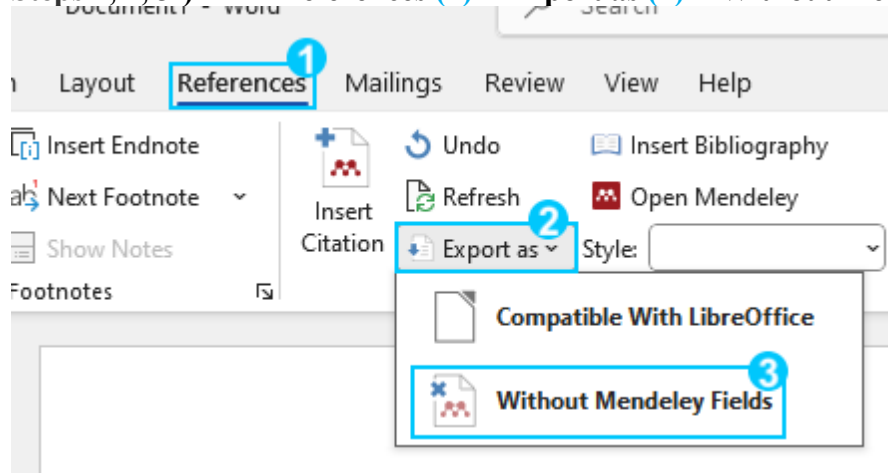 Document1 - Word Search
1
Layout References Mailings Review View Help
Insert Endnote Undo Insert Bibliography
ab Next Footnote Insert Refresh Open Mendeley
2
Show Notes Citation Export as Style:
Footnotes
Compatible With LibreOffice
3
Without Mendeley Fields